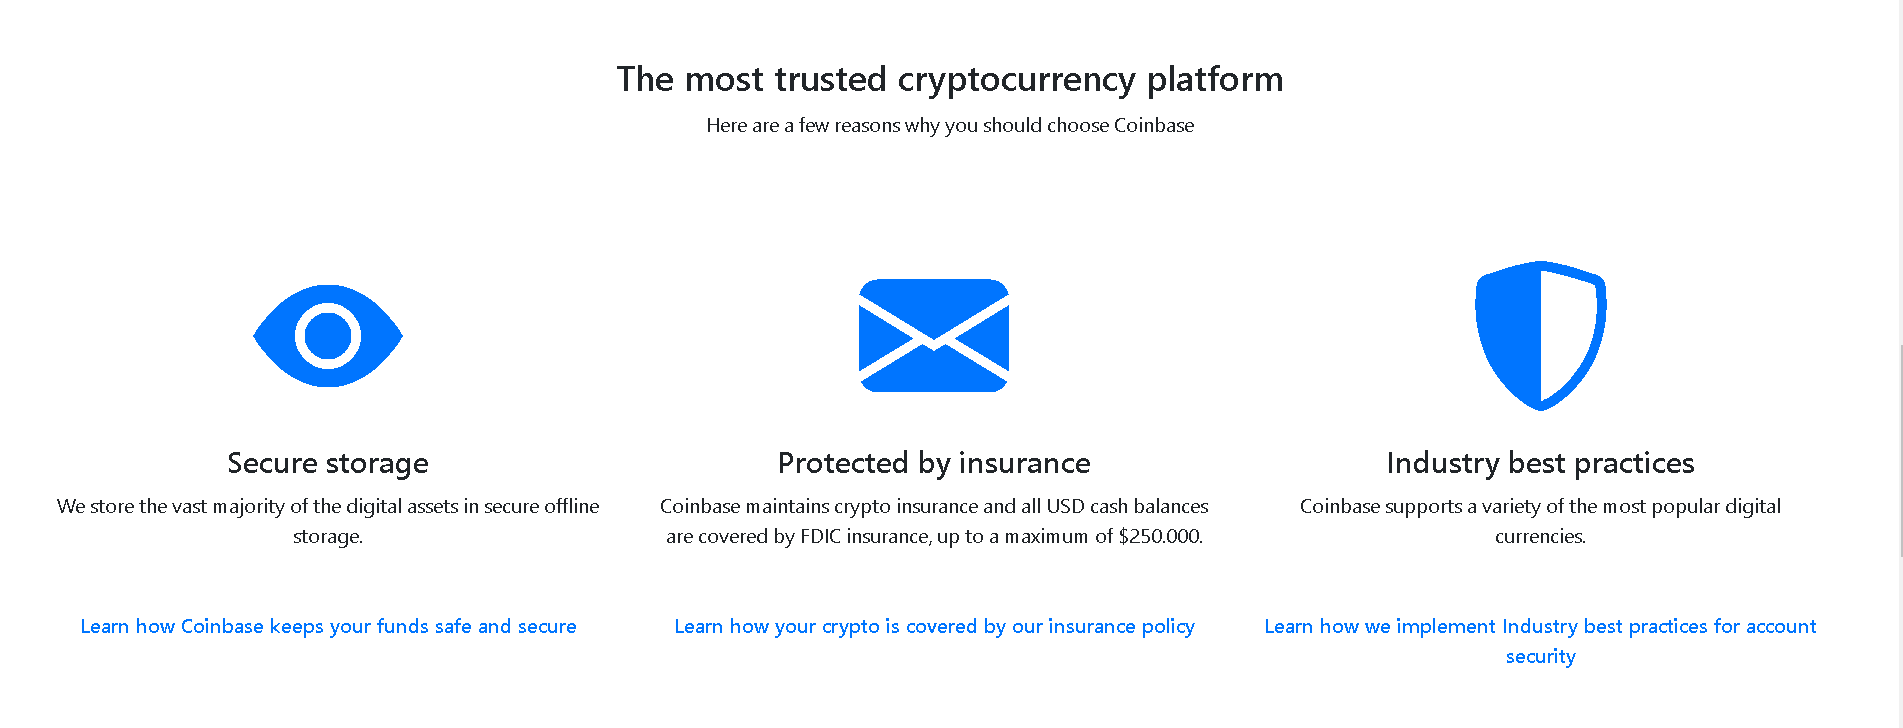 The most trusted cryptocurrency platform
Here are a few reasons why you should choose Coinbase
Secure storage
We store the vast majority of the digital assets in secure offline
storage.
Learn how Coinbase keeps your funds safe and secure
Protected by insurance
Coinbase maintains crypto insurance and all USD cash balances
are covered by FDIC insurance, up to a maximum of $250.000.
Learn how your crypto is covered by our insurance policy
Industry best practices
Coinbase supports a variety of the most popular digital
currencies.
Learn how we implement Industry best practices for account
security